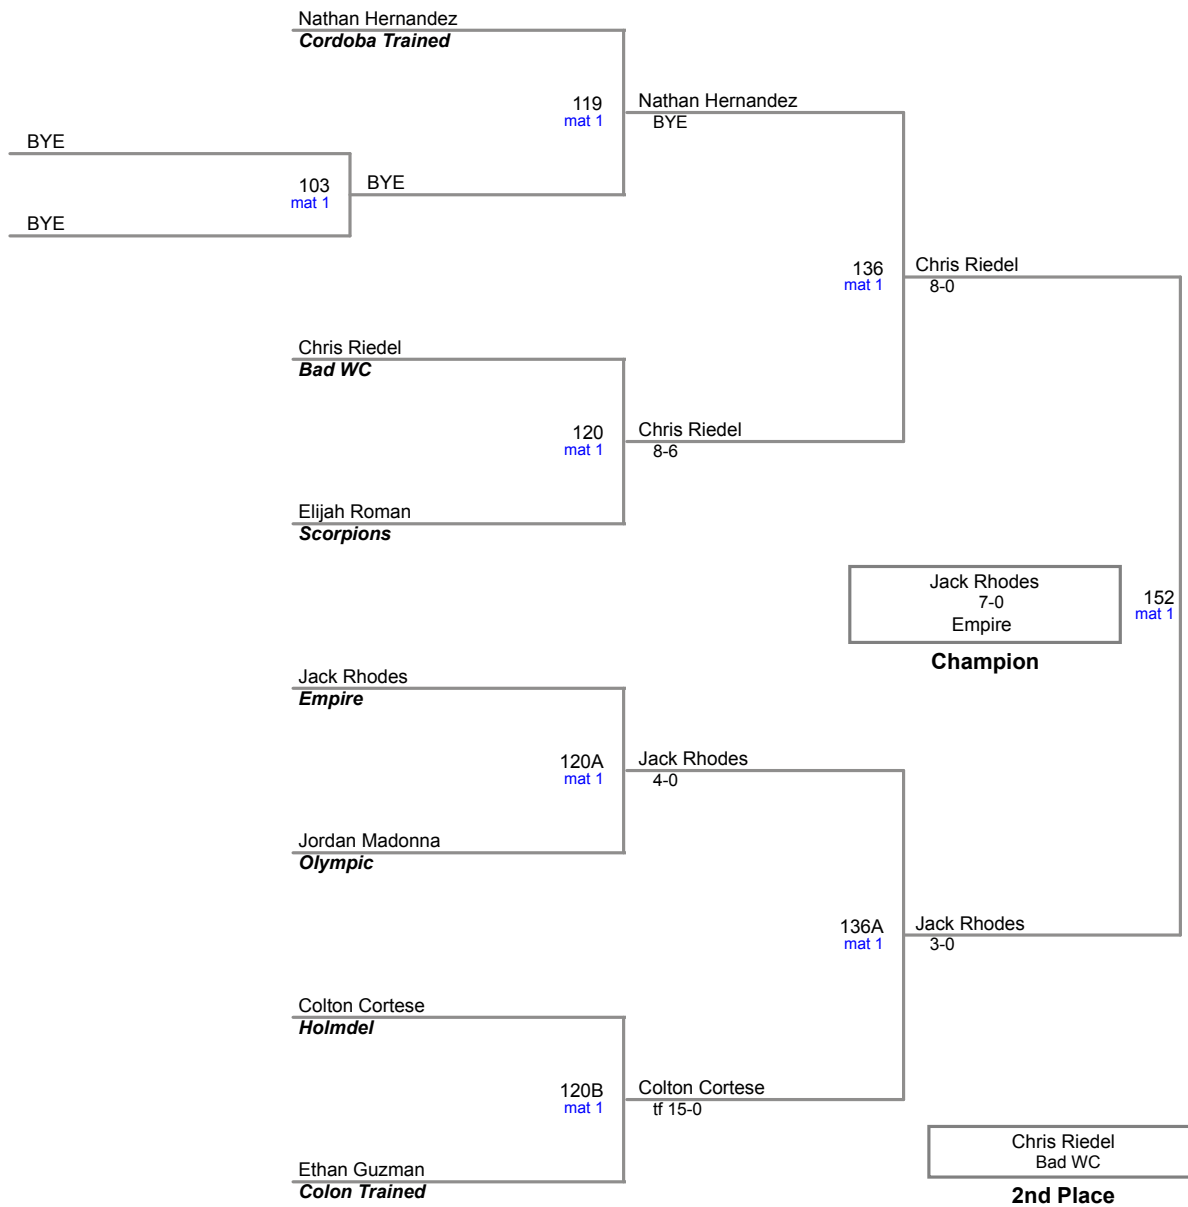 Nathan Hernandez
Cordoba Trained
119
mat 1
Nathan Hernandez
BYE
BYE
103
mat 1
BYE
BYE
136
mat 1
Chris Riedel
8-0
Chris Riedel
Bad WC
120
mat 1
Chris Riedel
8-6
Elijah Roman
Scorpions
Jack Rhodes
7-0
Empire
Champion
152
mat 1
Jack Rhodes
Empire
120A
mat 1
Jack Rhodes
4-0
Jordan Madonna
Olympic
136A
mat 1
Jack Rhodes
3-0
Colton Cortese
Holmdel
120B
mat 1
Colton Cortese
tf 15-0
Ethan Guzman
Colon Trained
Chris Riedel
Bad WC
2nd Place